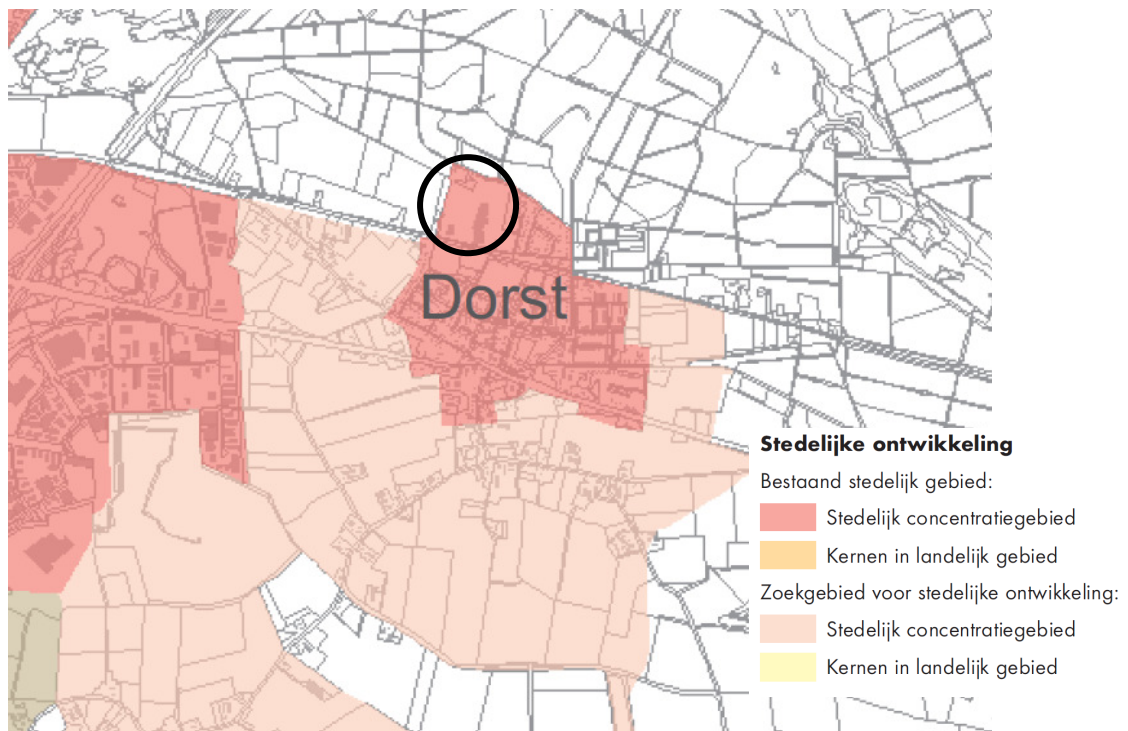 Dorst
Stedelijke ontwikkeling
Bestaand stedelijk gebied:
Stedelijk concentratiegebied
Kernen in landelijk gebied
Zoekgebied voor stedelijke ontwikkeling:
Stedelijk concentratiegebied
Kernen in landelijk gebied